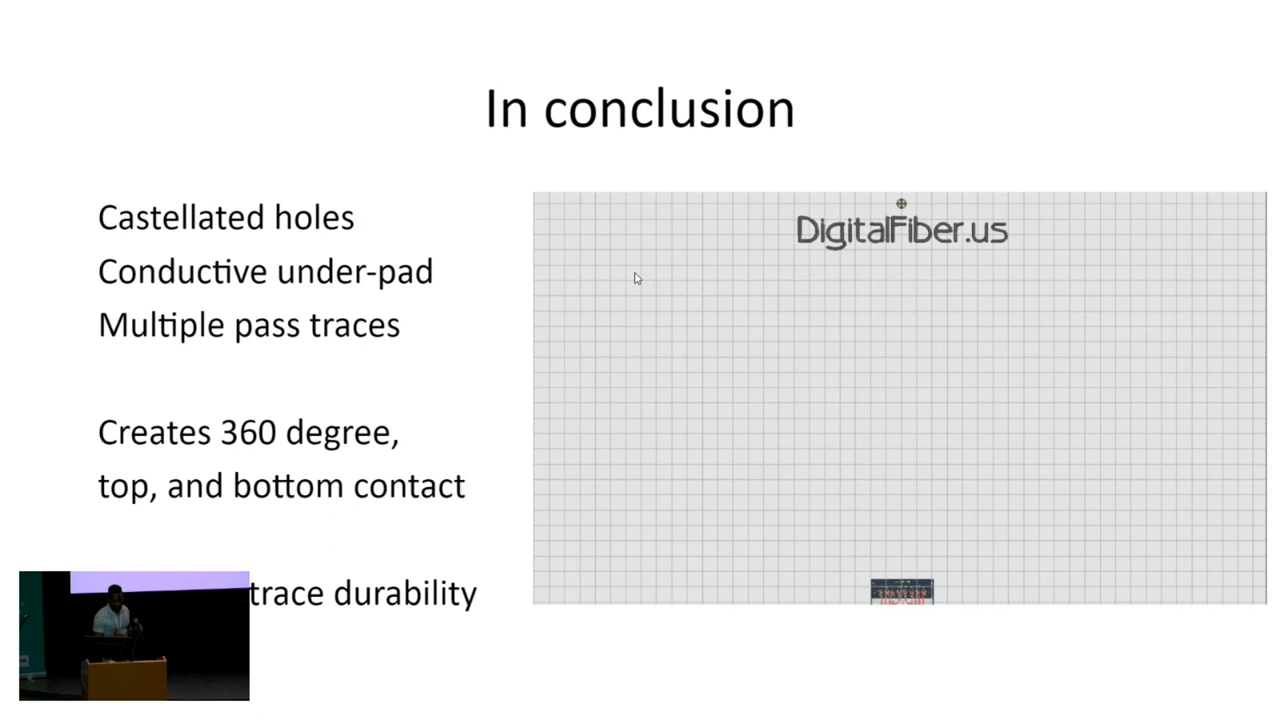 In conclusion
Castellated holes
Conductive under-pad
Multiple pass traces
Creates 360 degree,
top, and bottom contact
trace durability
DigitalFiber.us